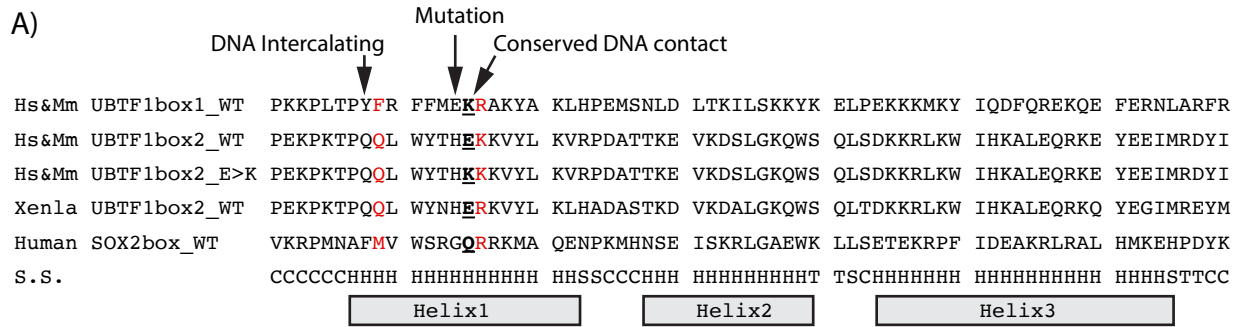 A)
Mutation
DNA Intercalating
Conserved DNA contact
Hs&Mm UBTF1box1_WT PKKPLTPYFR FFMEKRAKYA KLHPEMSNLD LTKILSKKYK ELPEKKKMKY IQDFQREKQE FERNLARFR
Hs&Mm UBTF1box2_WT PEKPKTPQQL WYTHEKKVYL KVRPDATTKE VKDSLGKQWS QLSDKKRLKW IHKALEQRKE YEEIMRDYI
Hs&Mm UBTF1box2_E>K PEKPKTPQQL WYTHKKKVYL KVRPDATTKE VKDSLGKQWS QLSDKKRLKW IHKALEQRKE YEEIMRDYI
Xenla UBTF1box2_WT PEKPKTPQQL WYNHERKVYL KLHADASTKD VKDALGKQWS QLTDKKRLKW IHKALEQRKQ YEGIMREYM
Human SOX2box_WT VKRPMNAFMV WSRGQRRKMA QENPKMHNSE ISKRLGAEWK LLSETEKRPF IDEAKRLRAL HMKEHPDYK
S.S. CCCCCCHHHH HHHHHHHHHH HHSSCCCHHH HHHHHHHHHT TSCHHHHHHH HHHHHHHHHH HHHHSTTCC
Helix1 Helix2 Helix3